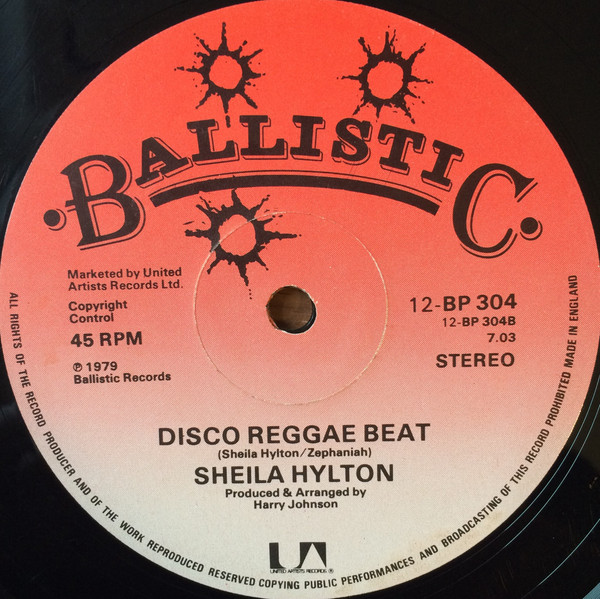 BALLISTIC
Marketed by United
Artists Records Ltd.
Copyright
Control
45 RPM
℗ 1979
Ballistic Records
12-BP 304
12-BP 304B
7.03
STEREO
DISCO REGGAE BEAT
(Sheila Hylton/Zephaniah)
SHEILA HYLTON
Produced & Arranged by
Harry Johnson
UA
UNITED ARTISTS RECORDS ®
ALL RIGHTS OF THE RECORD PRODUCER AND OF THE WORK REPRODUCED RESERVED COPYING PUBLIC PERFORMANCES AND BROADCASTING OF THIS RECORD PROHIBITED MADE IN ENGLAND